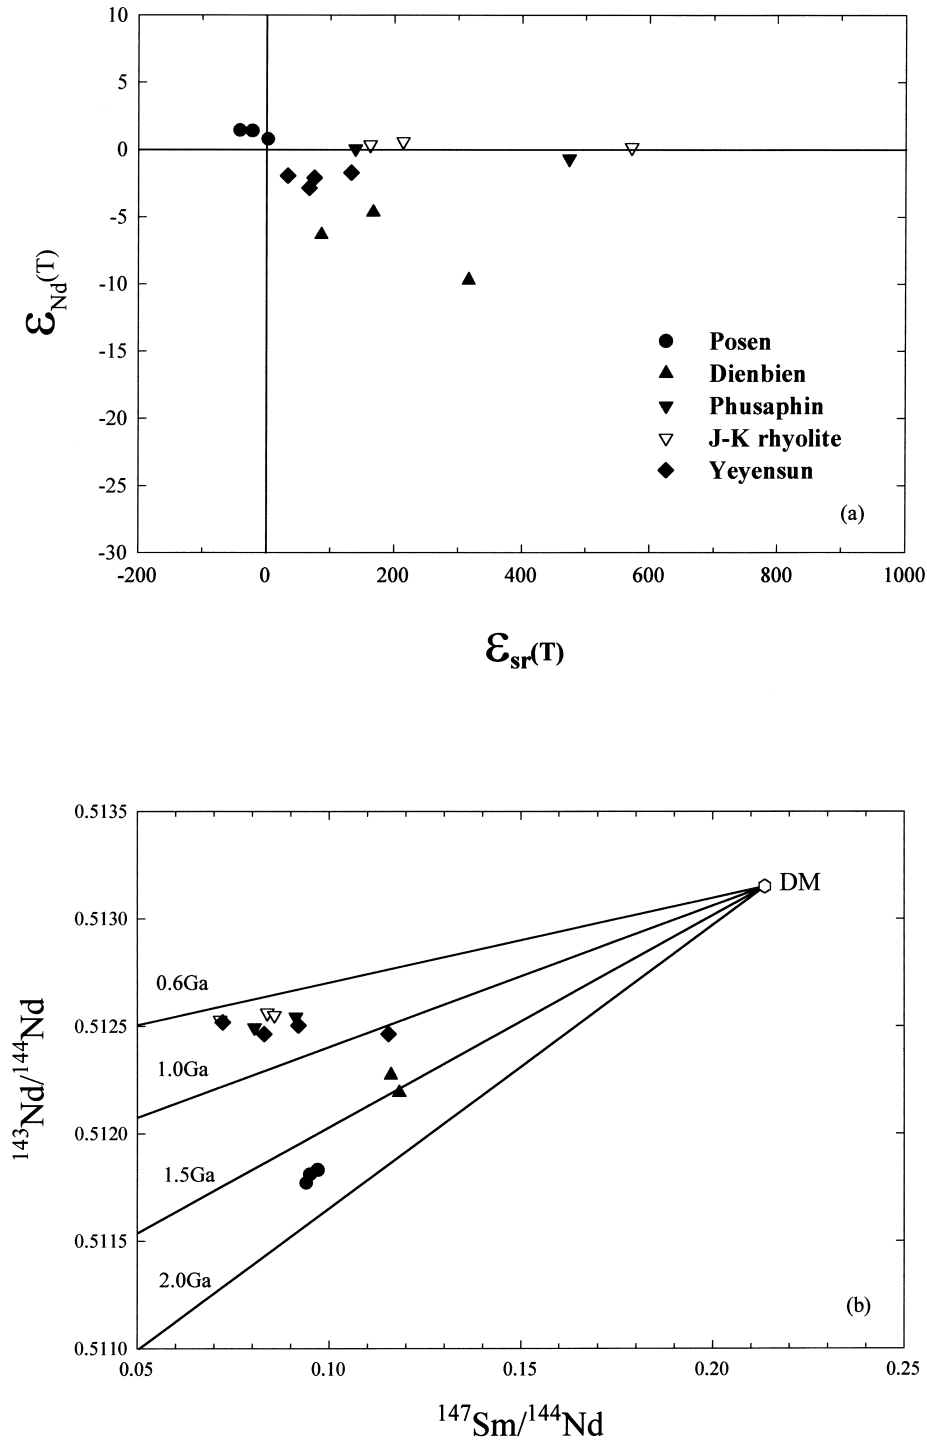 10
5
0
-5
-10
-15
-20
-25
-30
εNd(T)
Posen
Dienbien
Phusaphin
J-K rhyolite
Yeyensun
(a)
-200 0 200 400 600 800 1000
εsr(T)
0.5135
0.5130
0.5125
0.5120
0.5115
0.5110
143Nd/144Nd
DM
0.6Ga
1.0Ga
1.5Ga
2.0Ga
(b)
0.05 0.10 0.15 0.20 0.25
147Sm/144Nd